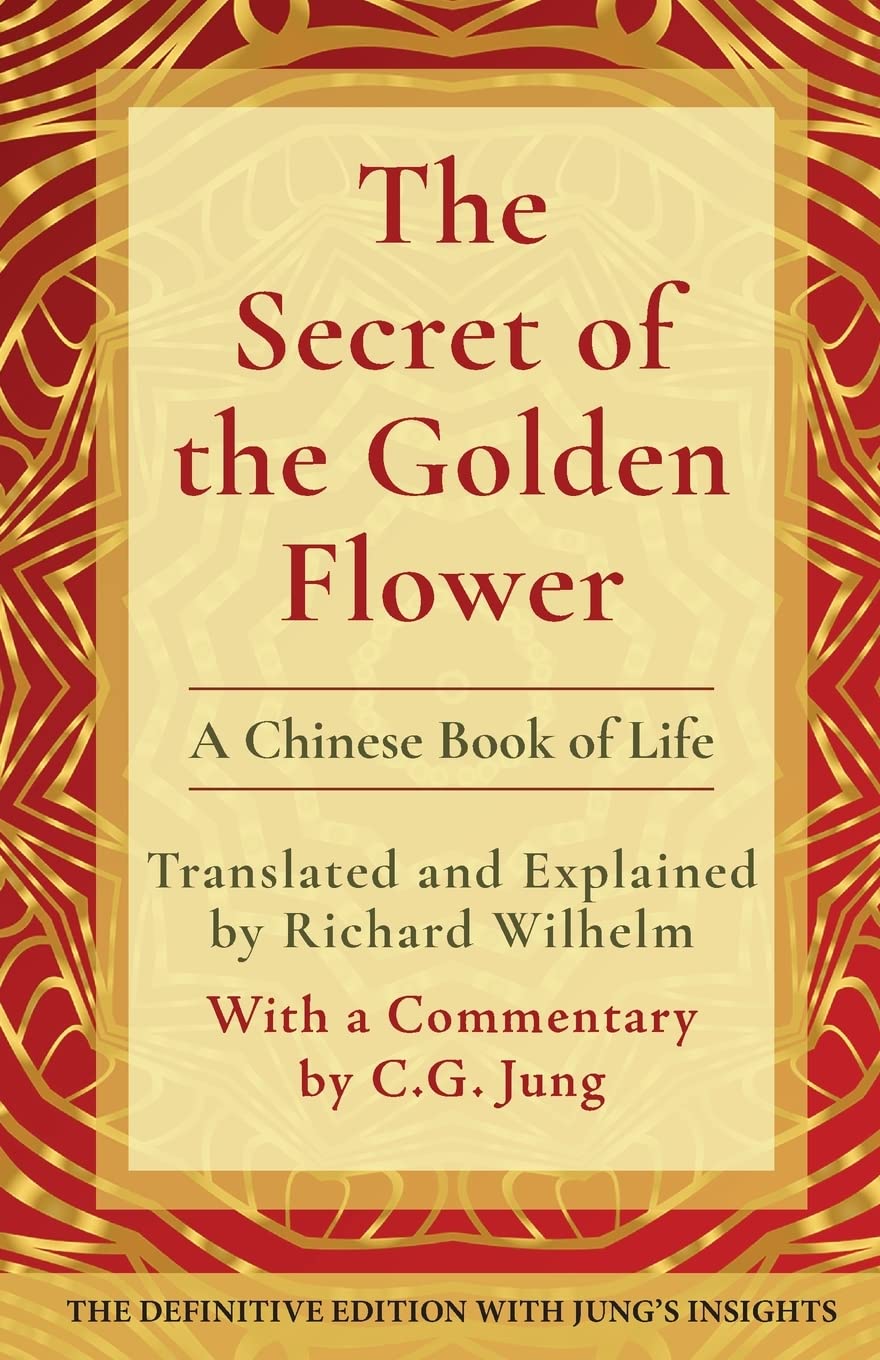 The
Secret of
the Golden
Flower
A Chinese Book of Life
Translated and Explained
by Richard Wilhelm
With a Commentary
by C.G. Jung
THE DEFINITIVE EDITION WITH JUNG'S INSIGHTS